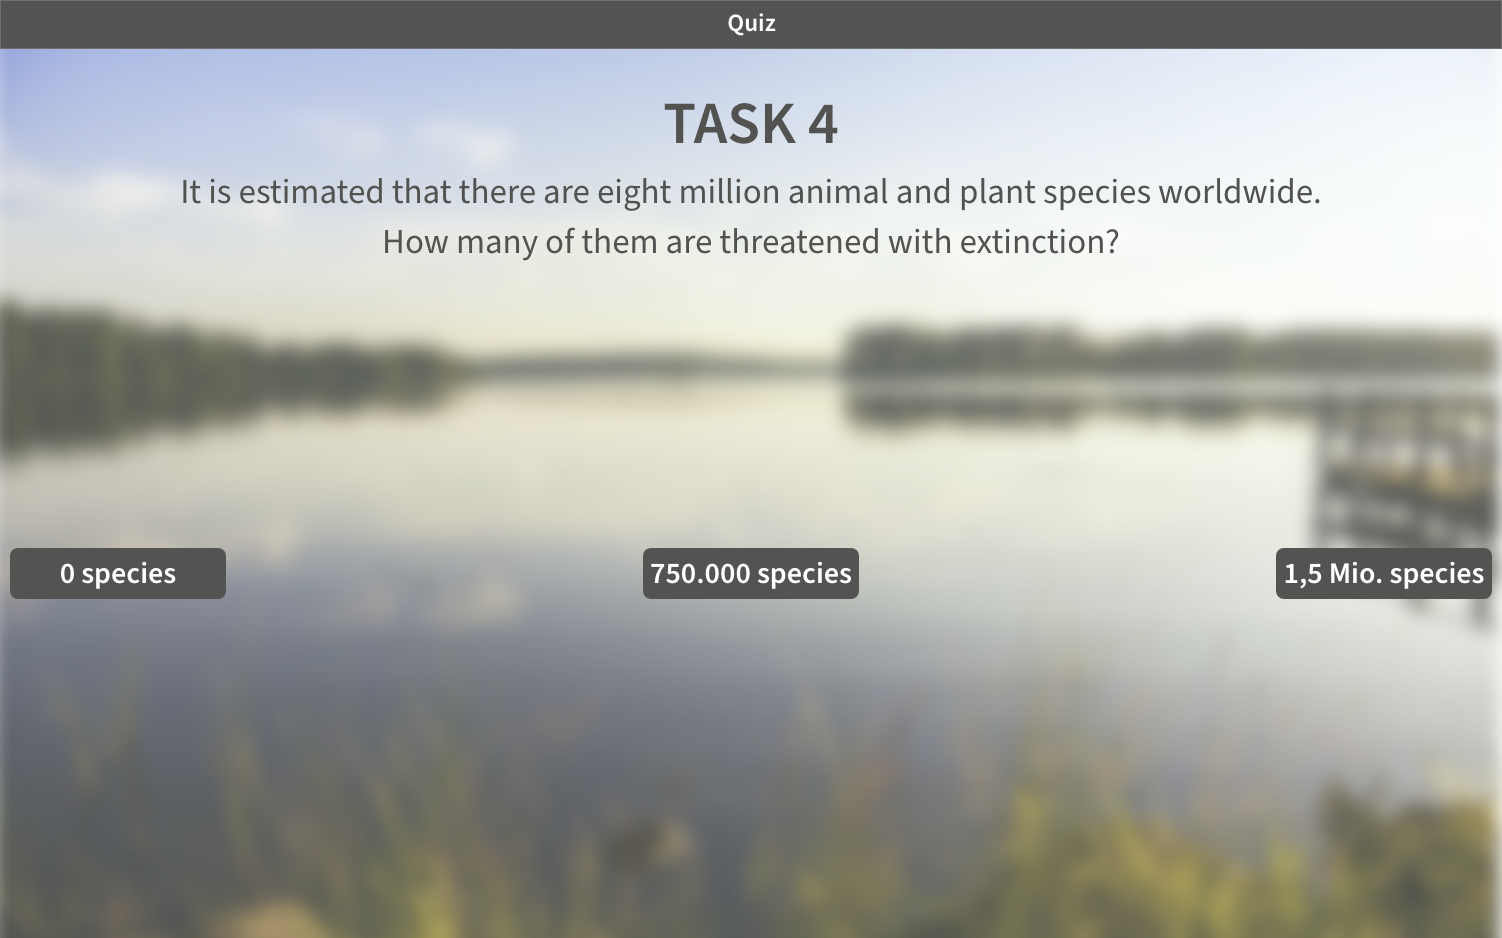 Quiz
TASK 4
It is estimated that there are eight million animal and plant species worldwide.
How many of them are threatened with extinction?
0 species
750.000 species
1,5 Mio. species